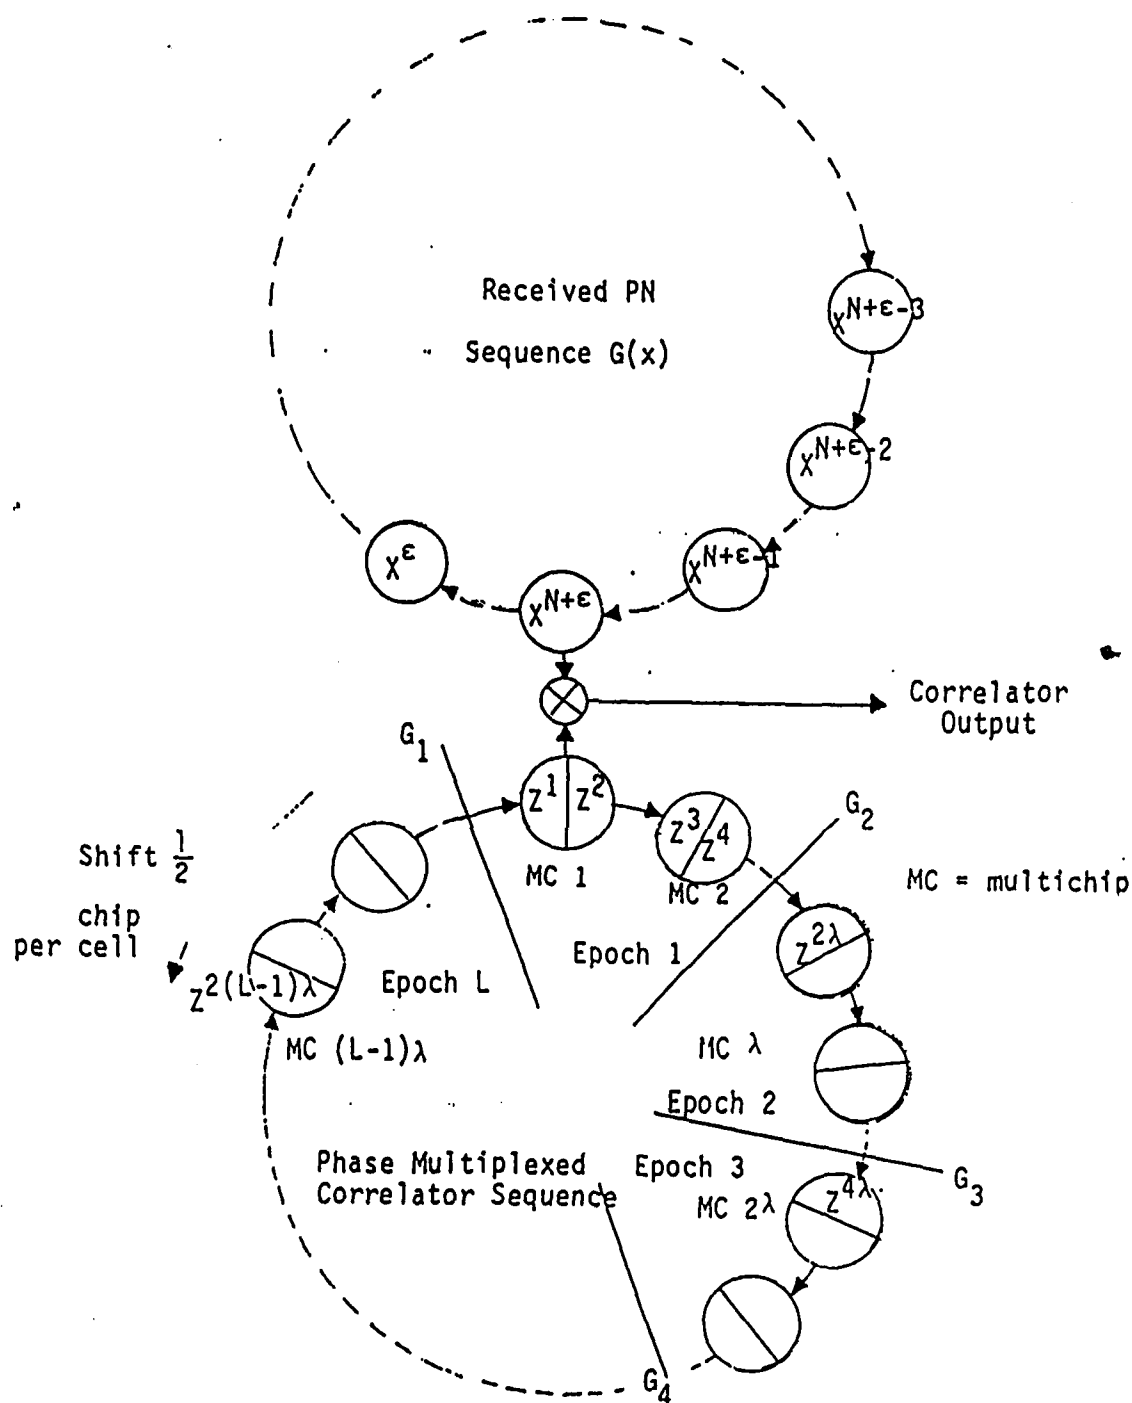 Received PN
Sequence G(x)
X^{N+ε-3}
X^{N+ε-2}
X^{N+ε-1}
X^{N+ε}
X^ε
Correlator
Output
G_1
Z^1 Z^2
MC 1
Z^3 Z^4
MC 2
G_2
MC = multichip
Shift 1/2
chip
per cell
Epoch 1
Z^{2λ}
MC λ
Epoch 2
G_3
Epoch 3
Z^{4λ}
MC 2λ
G_4
Epoch L
Z^{2(L-1)λ}
MC (L-1)λ
Phase Multiplexed
Correlator Sequence